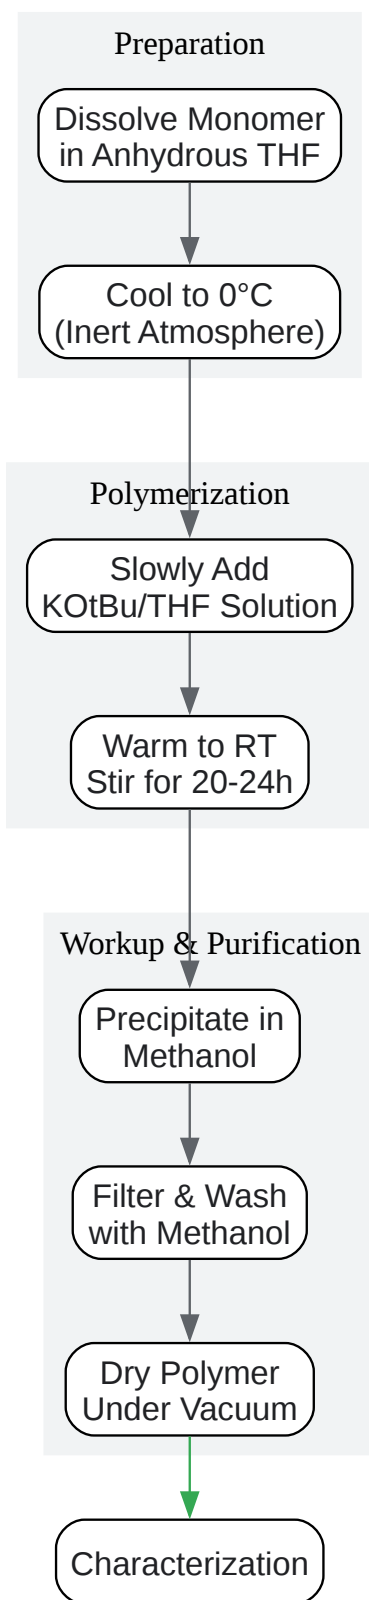 Preparation
Dissolve Monomer
in Anhydrous THF
Cool to 0°C
(Inert Atmosphere)
Polymerization
Slowly Add
KOtBu/THF Solution
Warm to RT
Stir for 20-24h
Workup & Purification
Precipitate in
Methanol
Filter & Wash
with Methanol
Dry Polymer
Under Vacuum
Characterization